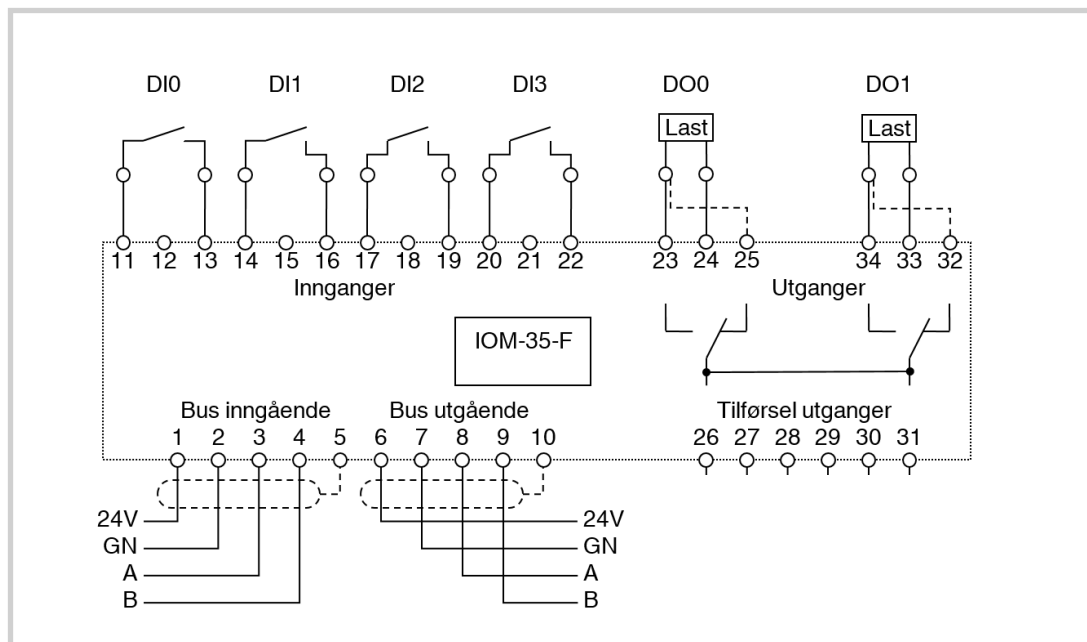 DI0 DI1 DI2 DI3 DO0 DO1
Last Last
11 12 13 14 15 16 17 18 19 20 21 22 23 24 25 34 33 32
Innganger Utganger
IOM-35-F
Bus inngående Bus utgående Tilførsel utganger
1 2 3 4 5 6 7 8 9 10 26 27 28 29 30 31
24V 24V
GN GN
A A
B B